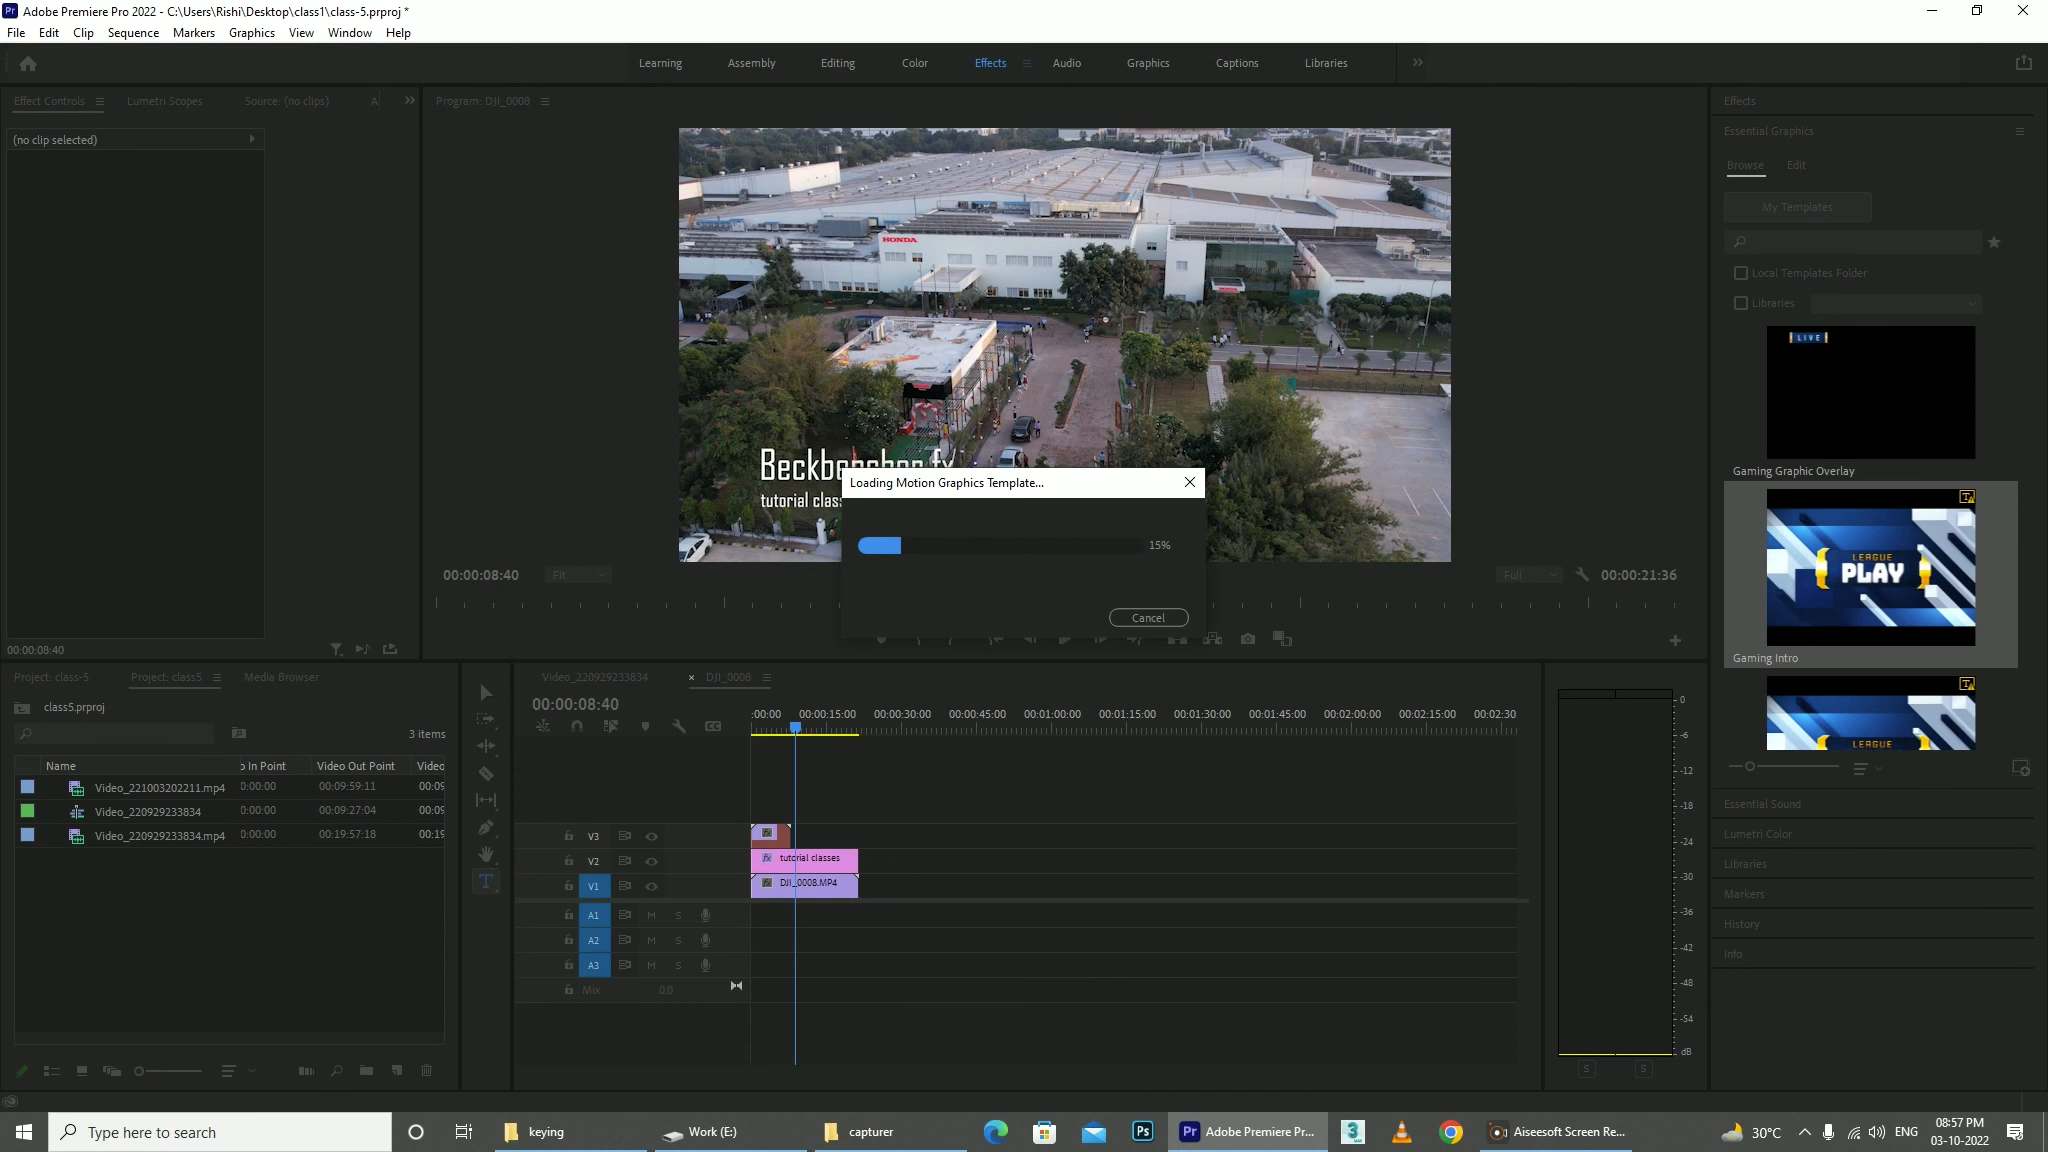 Adobe Premiere Pro 2022 - C:\Users\Rishi\Desktop\class1\class-5.prproj *
File Edit Clip Sequence Markers Graphics View Window Help
Learning Assembly Editing Color Effects Audio Graphics Captions Libraries
Effect Controls Lumetri Scopes Source: (no clips) A
Program: DJI_0008
(no clip selected)
HONDA
tutorial clas
Loading Motion Graphics Template...
15%
Cancel
00:00:08:40 Fit Full 00:00:21:36
00:00:08:40
Effects
Essential Graphics
Browse Edit
My Templates
Local Templates Folder
Libraries
LIVE
Gaming Graphic Overlay
LEAGUE
PLAY
Gaming Intro
LEAGUE
Essential Sound
Lumetri Color
Libraries
Markers
History
Info
Project: class-5 Project: class5 Media Browser
class5.prproj
3 items
Name o In Point Video Out Point Video
Video_221003202211.mp4 0:00:00 00:09:59:11 00:09
Video_220929233834 0:00:00 00:09:27:04 00:09
Video_220929233834.mp4 0:00:00 00:19:57:18 00:19
Video_220929233834 × DJI_0008
00:00:08:40
:00:00 00:00:15:00 00:00:30:00 00:00:45:00 00:01:00:00 00:01:15:00 00:01:30:00 00:01:45:00 00:02:00:00 00:02:15:00 00:02:30
V3 fx
V2 fx tutorial classes
V1 fx DJI_0008.MP4
A1 M S
A2 M S
A3 M S
Mix 0.0
0
-6
-12
-18
-24
-30
-36
-42
-48
-54
dB
S S
Type here to search
keying
Work (E:)
capturer
Ps
Pr Adobe Premiere Pr...
3
Aiseesoft Screen Re...
30°C
ENG
08:57 PM
03-10-2022